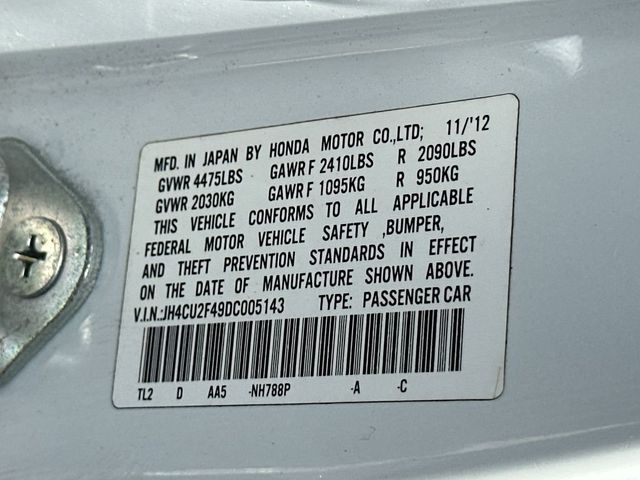 MFD. IN JAPAN BY HONDA MOTOR CO.,LTD; 11/'12
GVWR 4475LBS GAWR F 2410LBS R 2090LBS
GVWR 2030KG GAWR F 1095KG R 950KG
THIS VEHICLE CONFORMS TO ALL APPLICABLE
FEDERAL MOTOR VEHICLE SAFETY ,BUMPER,
AND THEFT PREVENTION STANDARDS IN EFFECT
ON THE DATE OF MANUFACTURE SHOWN ABOVE.
V.I.N.:JH4CU2F49DC005143 TYPE: PASSENGER CAR
TL2 D AA5 -NH788P -A -C